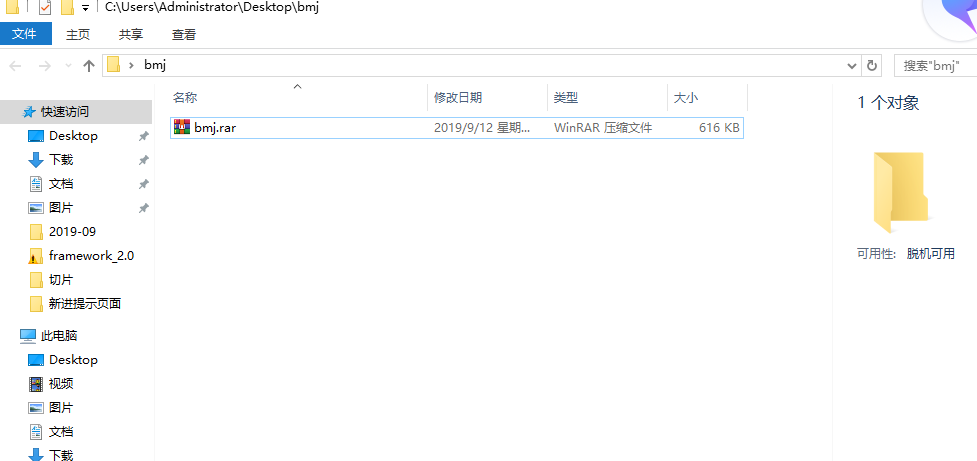 C:\Users\Administrator\Desktop\bmj
文件 主页 共享 查看
bmj 搜索"bmj"
名称 修改日期 类型 大小
bmj.rar 2019/9/12 星期... WinRAR 压缩文件 616 KB
快速访问
Desktop
下载
文档
图片
2019-09
framework_2.0
切片
新进提示页面
此电脑
Desktop
视频
图片
文档
下载
1 个对象
可用性: 脱机可用